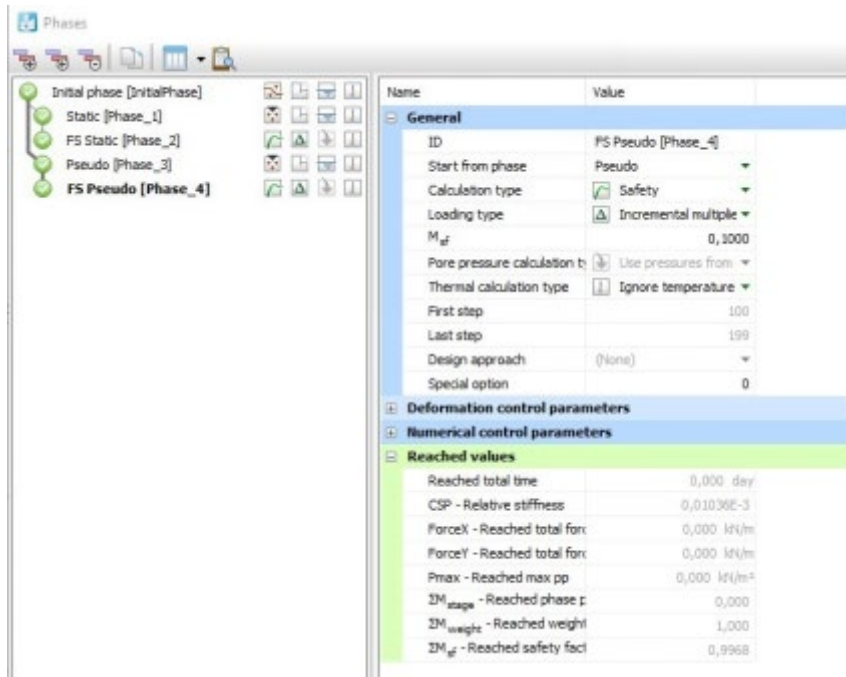 Phases
Initial phase [InitialPhase]
Static [Phase_1]
FS Static [Phase_2]
Pseudo [Phase_3]
FS Pseudo [Phase_4]
Name Value
General
ID FS Pseudo [Phase_4]
Start from phase Pseudo
Calculation type Safety
Loading type Incremental multiplie
Msf 0,1000
Pore pressure calculation ty Use pressures from
Thermal calculation type Ignore temperature
First step 100
Last step 199
Design approach (None)
Special option 0
Deformation control parameters
Numerical control parameters
Reached values
Reached total time 0,000 day
CSP - Relative stiffness 0,01036E-3
ForceX - Reached total forc 0,000 kN/m
ForceY - Reached total forc 0,000 kN/m
Pmax - Reached max pp 0,000 kN/m²
ΣMstage - Reached phase p 0,000
ΣMweight - Reached weight 1,000
ΣMsf - Reached safety fact 0,9968